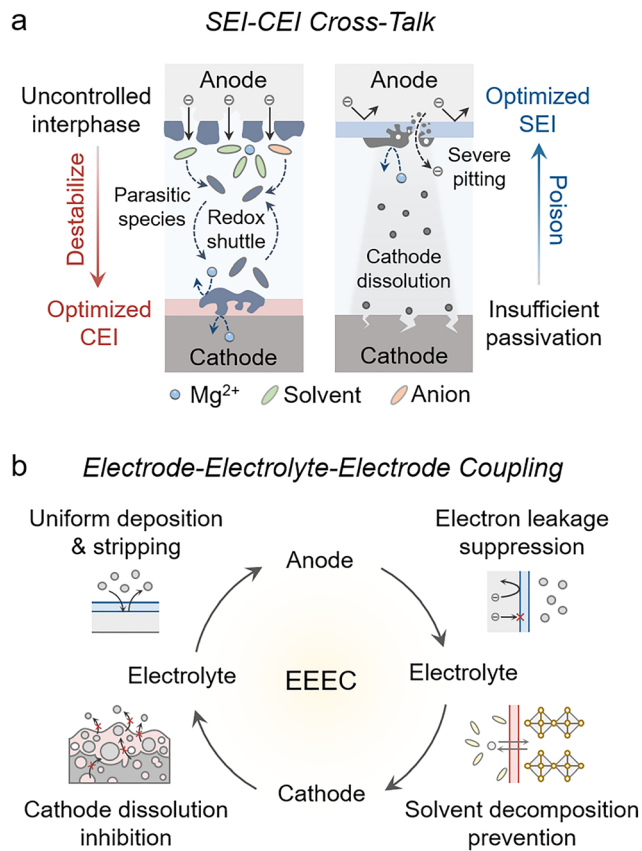 a
SEI-CEI Cross-Talk
Uncontrolled
interphase
Destabilize
Optimized
CEI
Anode
Parasitic
species
Redox
shuttle
Cathode
Anode
Severe
pitting
Cathode
dissolution
Cathode
Optimized
SEI
Poison
Insufficient
passivation
Mg²⁺
Solvent
Anion
b
Electrode-Electrolyte-Electrode Coupling
Uniform deposition
& stripping
Anode
Electron leakage
suppression
Electrolyte
EEEC
Electrolyte
Cathode dissolution
inhibition
Cathode
Solvent decomposition
prevention